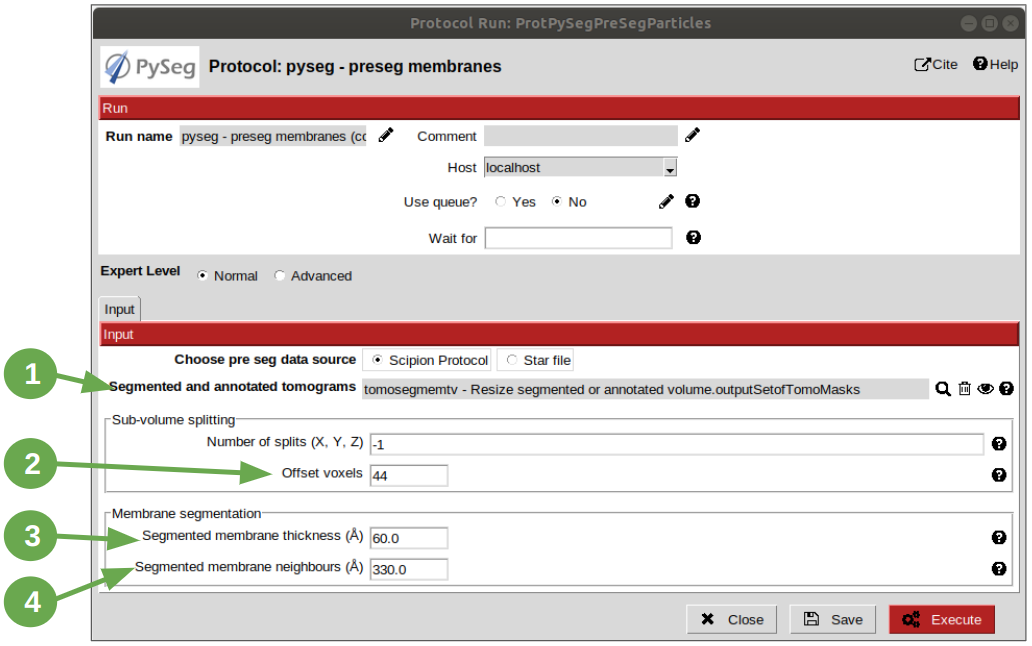 Protocol Run: ProtPySegPreSegParticles
PySeg Protocol: pyseg - preseg membranes Cite Help
Run
Run name pyseg - preseg membranes (cc Comment
Host localhost
Use queue? Yes No
Wait for
Expert Level Normal Advanced
Input
Input
Choose pre seg data source Scipion Protocol Star file
1 Segmented and annotated tomograms tomosegmemtv - Resize segmented or annotated volume.outputSetofTomoMasks
Sub-volume splitting
Number of splits (X, Y, Z) -1
2 Offset voxels 44
Membrane segmentation
3 Segmented membrane thickness (Å) 60.0
4 Segmented membrane neighbours (Å) 330.0
Close Save Execute